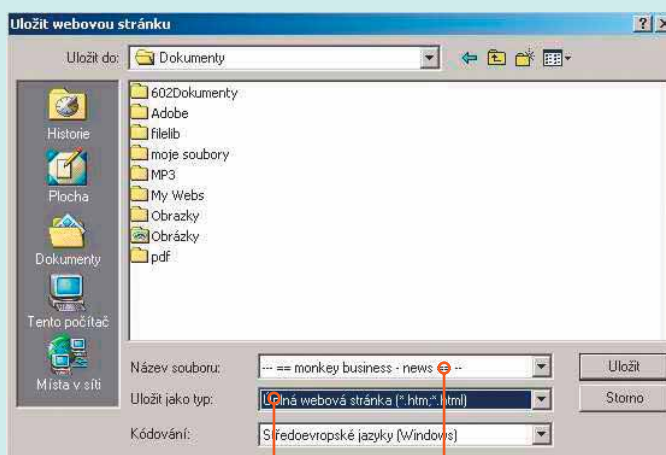 Uložit webovou stránku
Uložit do: Dokumenty
Historie
Plocha
Dokumenty
Tento počítač
Místa v síti
602Dokumenty
Adobe
filelib
moje soubory
MP3
My Webs
Obrazky
Obrázky
pdf
Název souboru: --- == monkey business - news == -- Uložit
Uložit jako typ: webová stránka (*.htm;*.html) Storno
Kódování: Středoevropské jazyky (Windows)